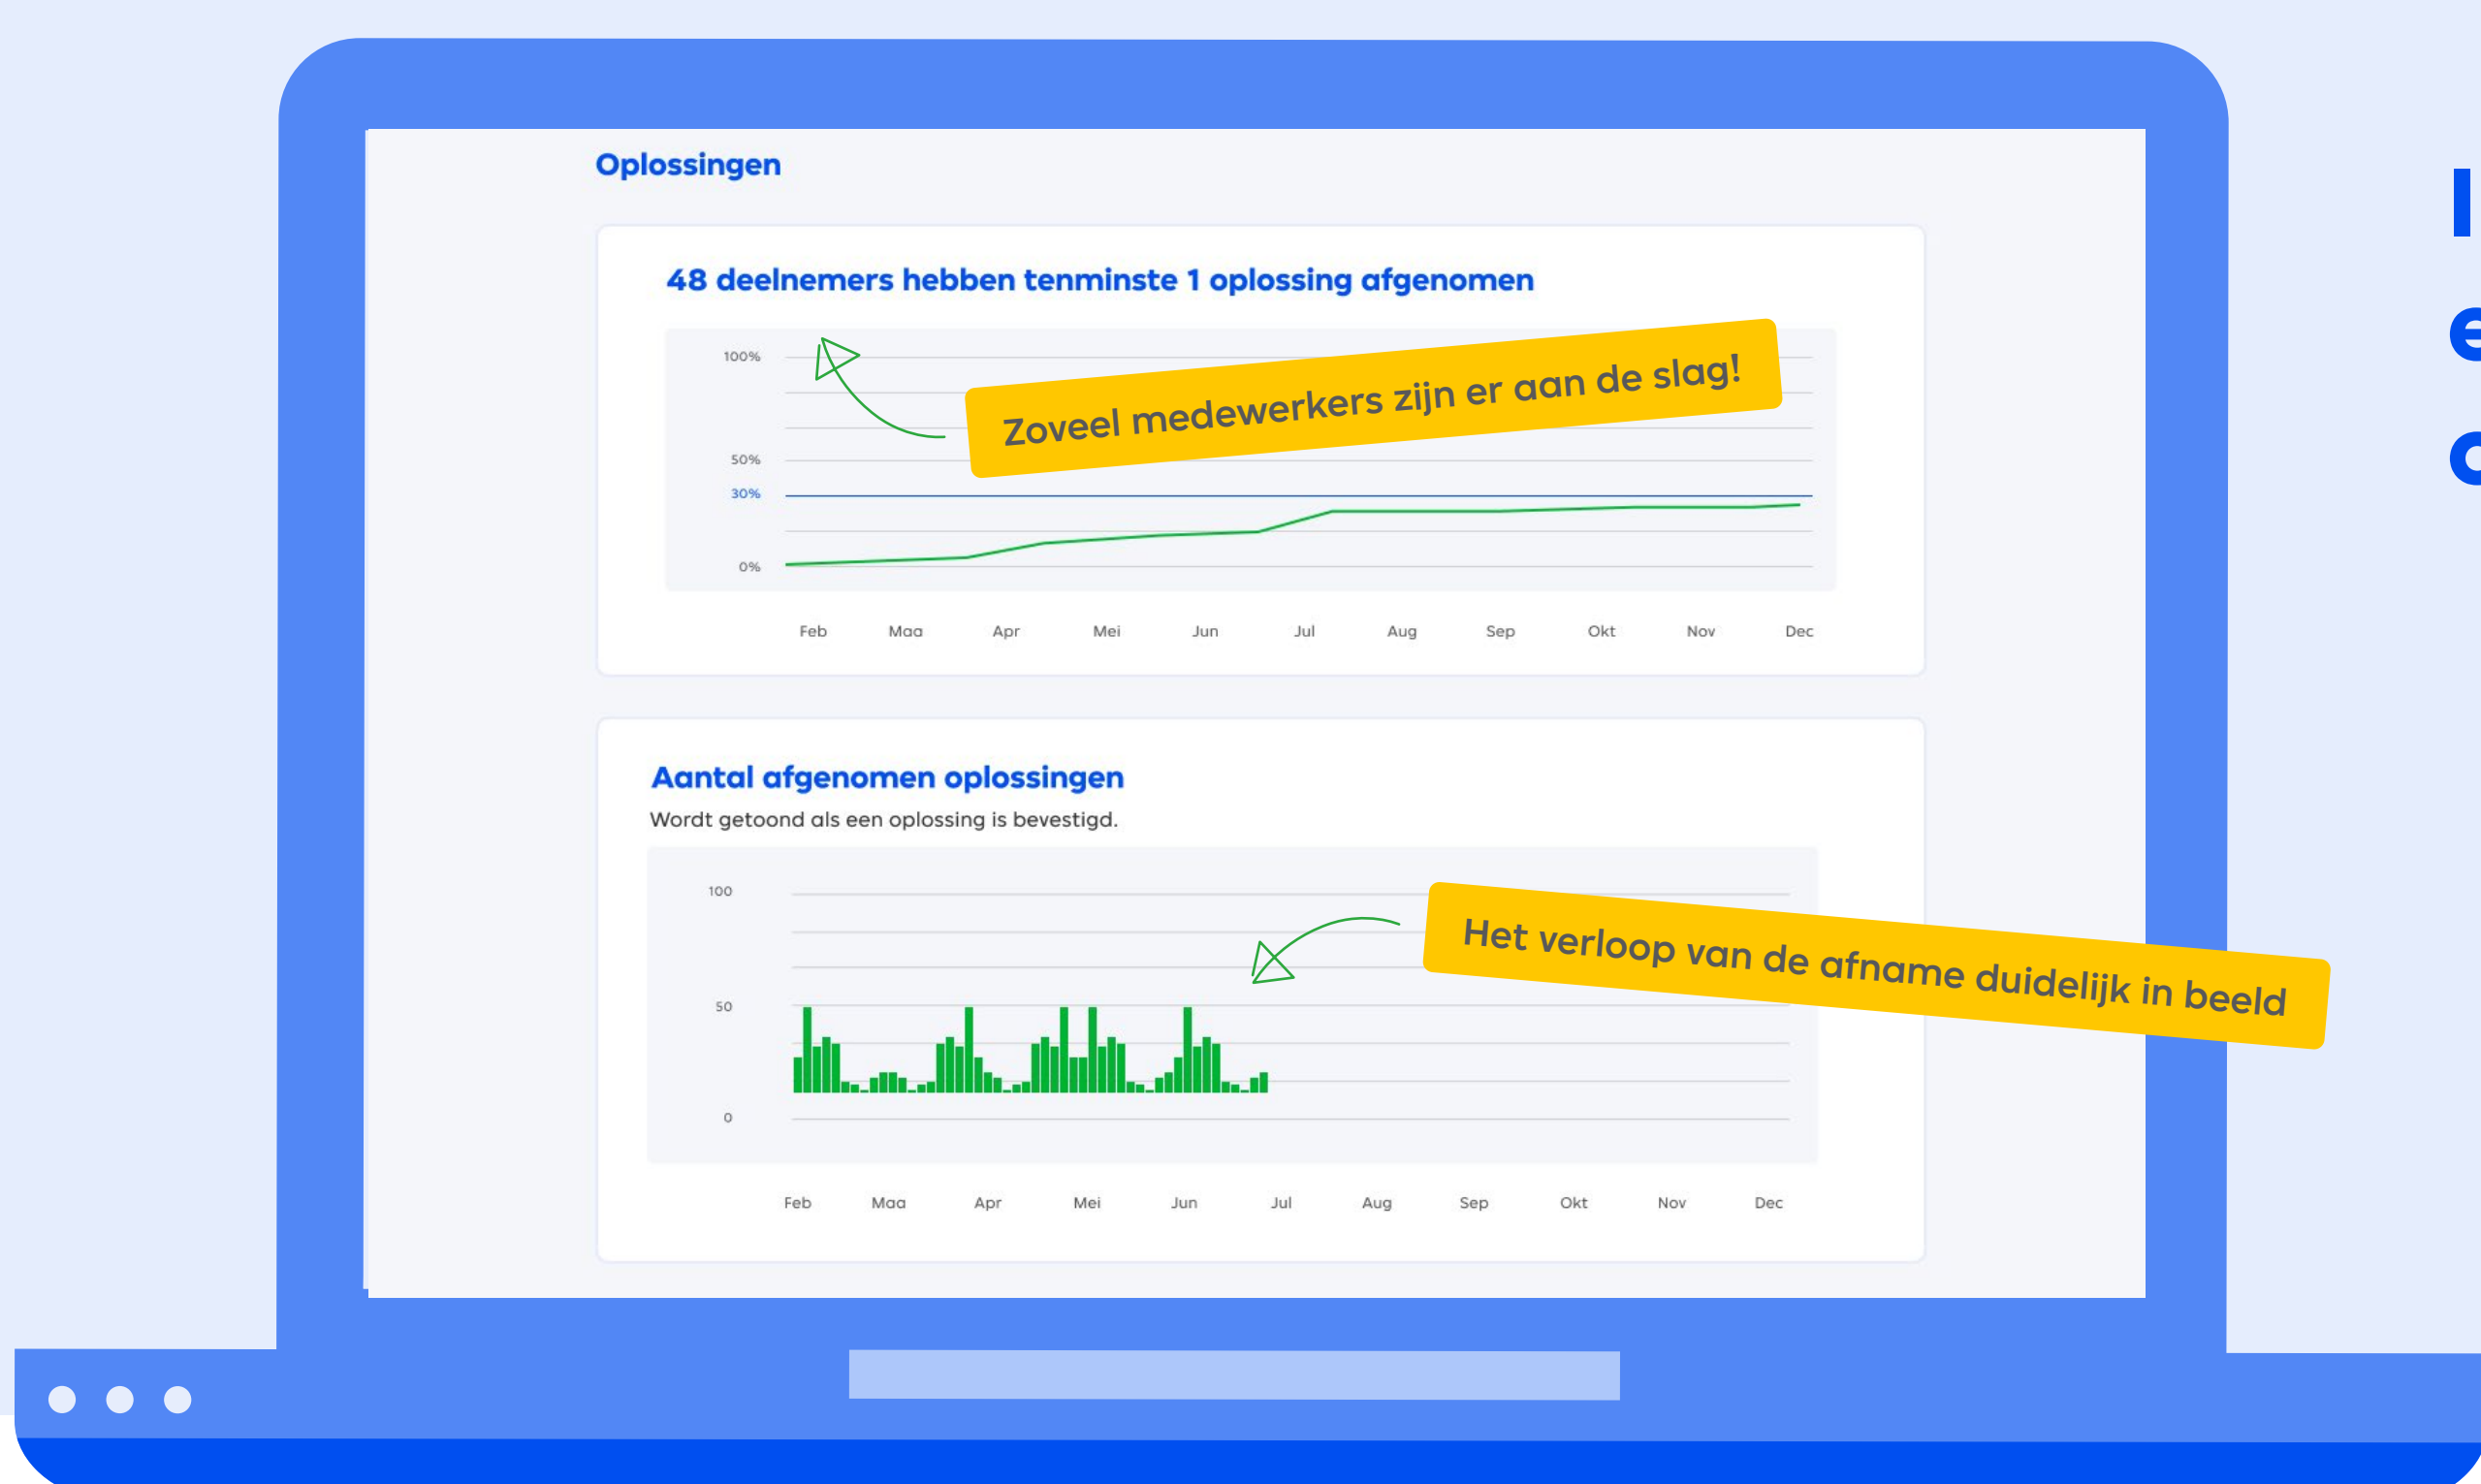 Oplossingen
48 deelnemers hebben tenminste 1 oplossing afgenomen
100%
Zoveel medewerkers zijn er aan de slag!
50%
30%
0%
Feb Maa Apr Mei Jun Jul Aug Sep Okt Nov Dec
Aantal afgenomen oplossingen
Wordt getoond als een oplossing is bevestigd.
100
Het verloop van de afname duidelijk in beeld
50
0
Feb Maa Apr Mei Jun Jul Aug Sep Okt Nov Dec